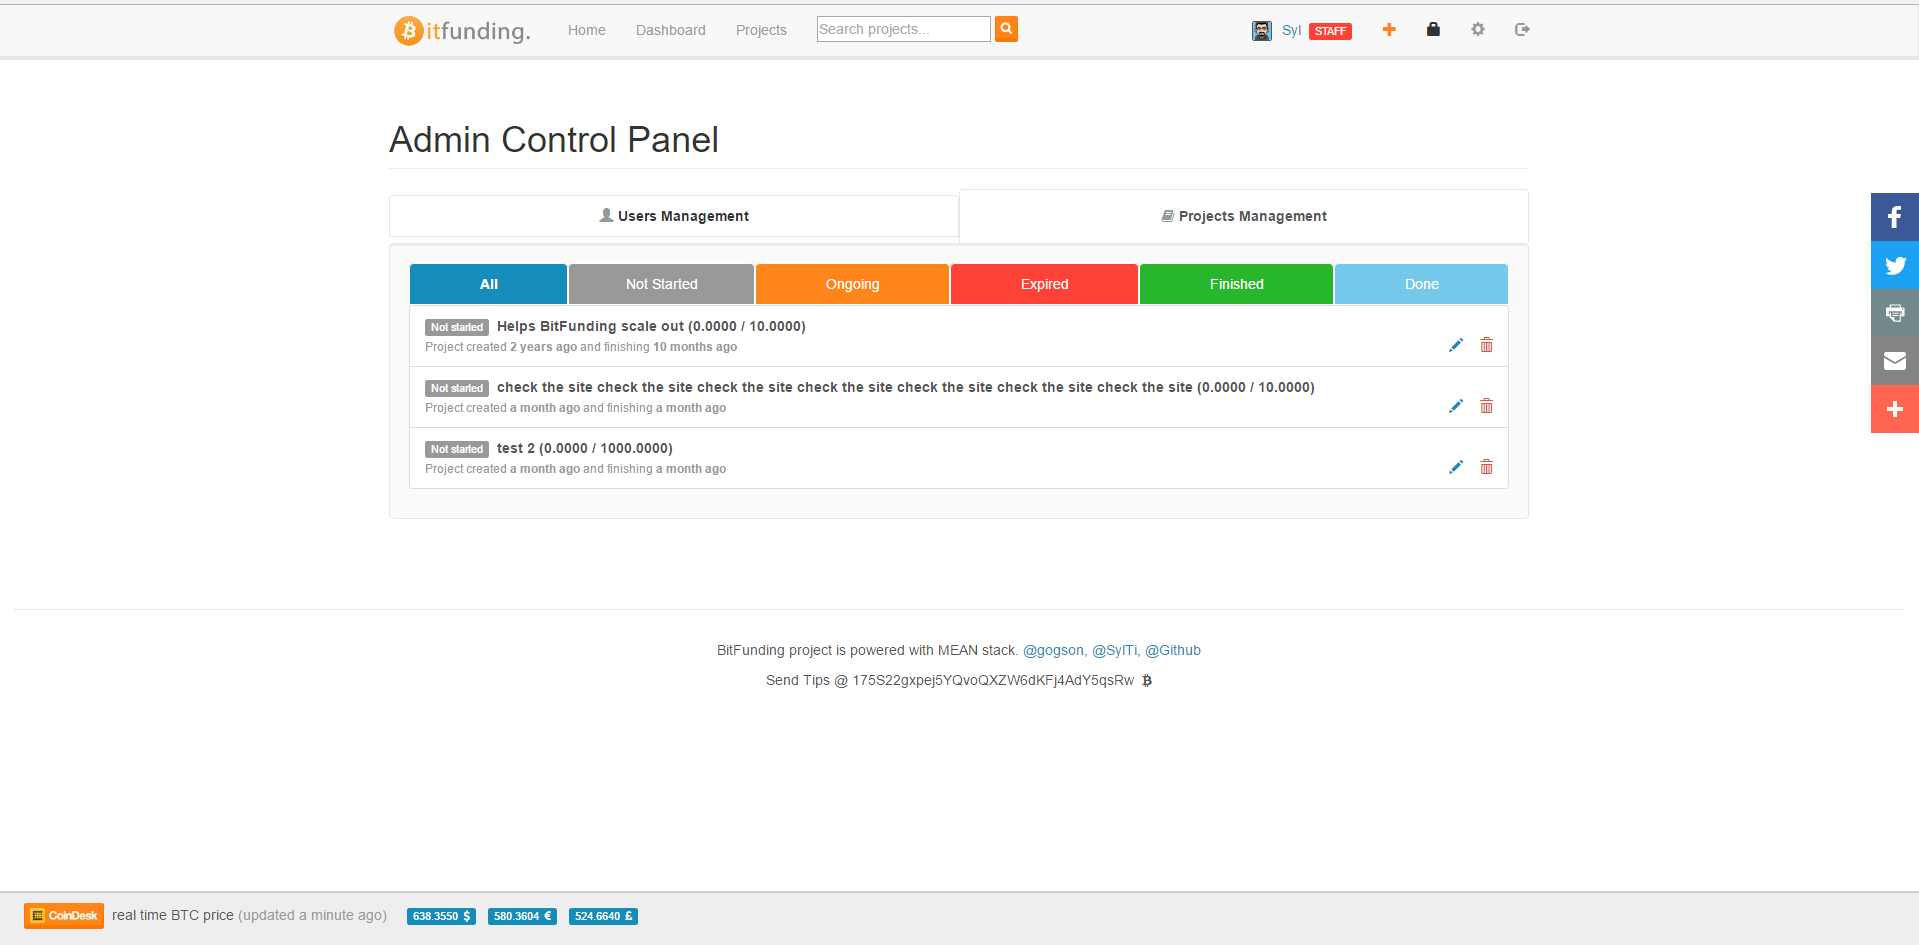 itfunding. Home Dashboard Projects Search projects... Syl STAFF
Admin Control Panel
Users Management Projects Management
All Not Started Ongoing Expired Finished Done
Not started Helps BitFunding scale out (0.0000 / 10.0000)
Project created 2 years ago and finishing 10 months ago
Not started check the site check the site check the site check the site check the site check the site check the site (0.0000 / 10.0000)
Project created a month ago and finishing a month ago
Not started test 2 (0.0000 / 1000.0000)
Project created a month ago and finishing a month ago
BitFunding project is powered with MEAN stack. @gogson, @SylTi, @Github
Send Tips @ 175S22gxpej5YQvoQXZW6dKFj4AdY5qsRw
CoinDesk real time BTC price (updated a minute ago) 638.3550 $ 580.3604 € 524.6640 £